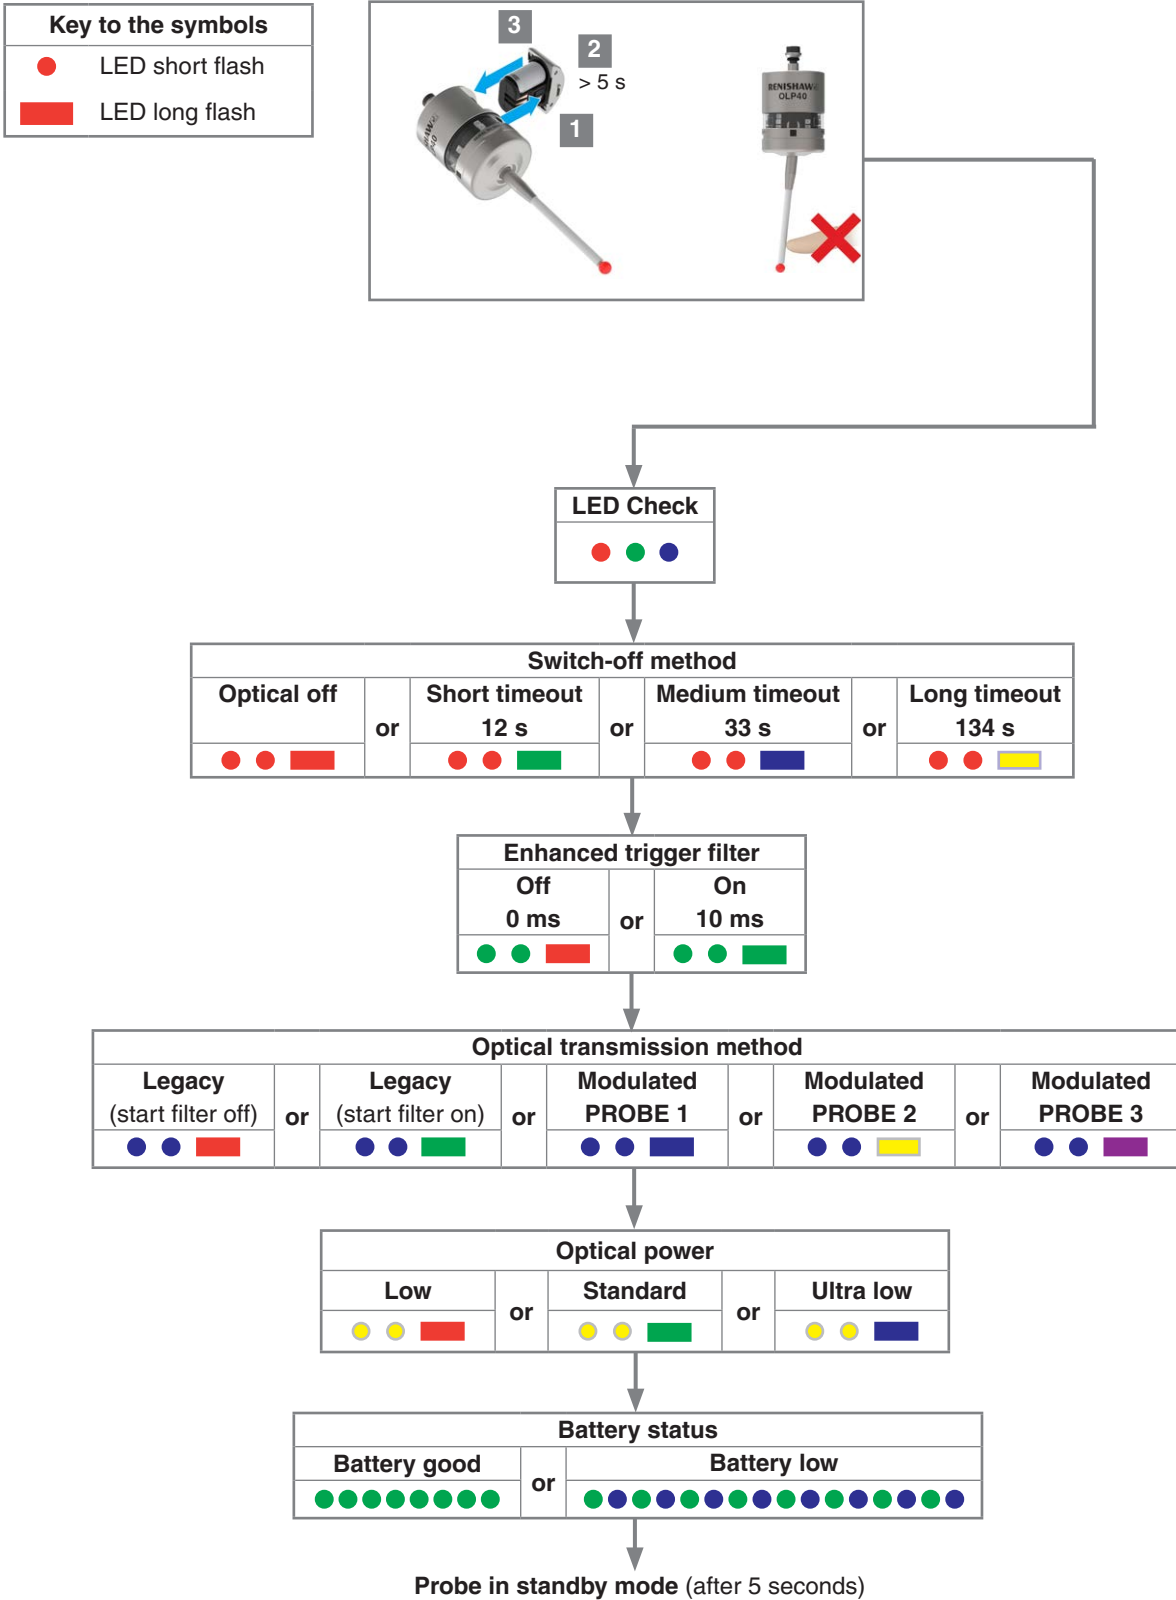 Key to the symbols
LED short flash
LED long flash
3
2
> 5 s
1
RENISHAW
OLP40
LED Check
Switch-off method
Optical off
or
Short timeout
12 s
or
Medium timeout
33 s
or
Long timeout
134 s
Enhanced trigger filter
Off
0 ms
or
On
10 ms
Optical transmission method
Legacy
(start filter off)
or
Legacy
(start filter on)
or
Modulated
PROBE 1
or
Modulated
PROBE 2
or
Modulated
PROBE 3
Optical power
Low
or
Standard
or
Ultra low
Battery status
Battery good
or
Battery low
Probe in standby mode (after 5 seconds)